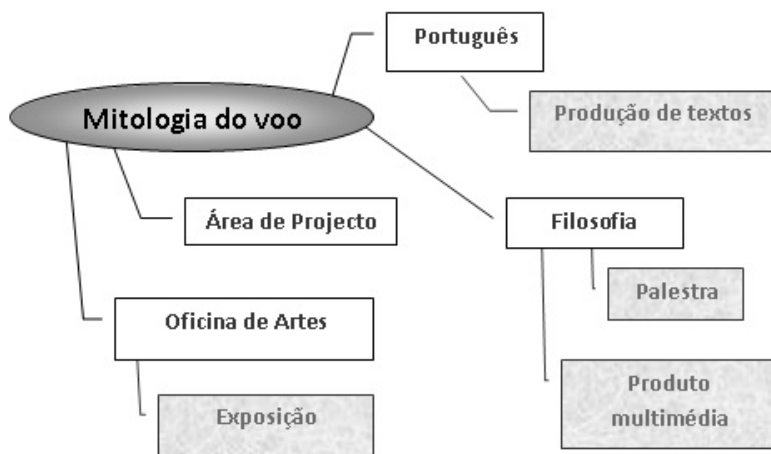 Português
Mitologia do voo
Produção de textos
Área de Projecto
Filosofia
Palestra
Oficina de Artes
Exposição
Produto
multimédia